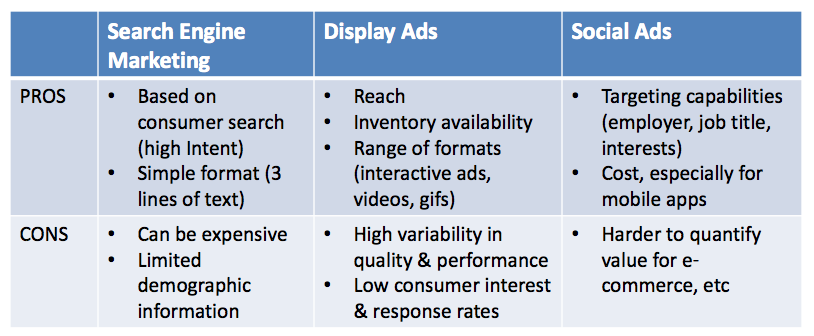 Search Engine
Marketing
Display Ads
Social Ads
PROS
• Based on
consumer search
(high Intent)
• Simple format (3
lines of text)
• Reach
• Inventory availability
• Range of formats
(interactive ads,
videos, gifs)
• Targeting capabilities
(employer, job title,
interests)
• Cost, especially for
mobile apps
CONS
• Can be expensive
• Limited
demographic
information
• High variability in
quality & performance
• Low consumer interest
& response rates
• Harder to quantify
value for e-
commerce, etc